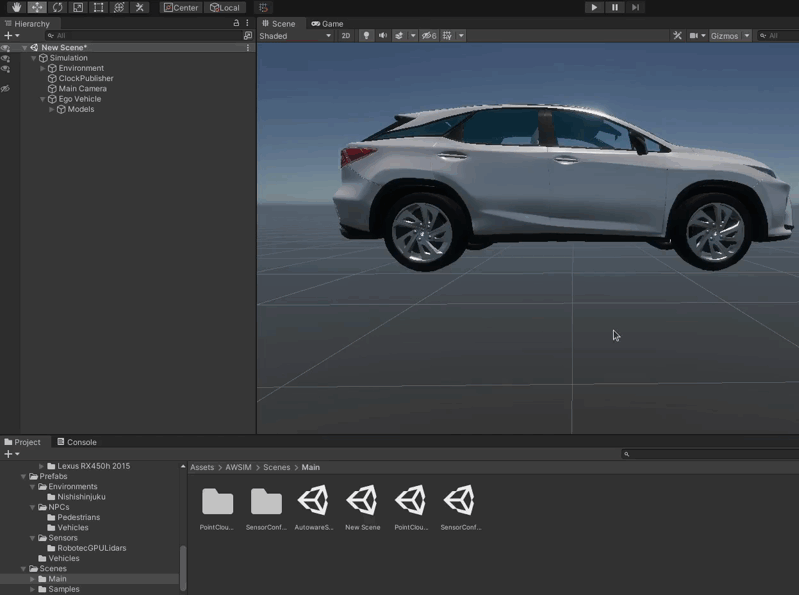 Center Local
Hierarchy Scene Game
All Shaded 2D 6 Gizmos All
New Scene*
Simulation
Environment
ClockPublisher
Main Camera
Ego Vehicle
Models
Project Console
Lexus RX450h 2015
Prefabs
Environments
Nishishinjuku
NPCs
Pedestrians
Vehicles
Sensors
RobotecGPULidars
Vehicles
Scenes
Main
Samples
Assets > AWSIM > Scenes > Main
PointClou... SensorConf... AutowareS... New Scene PointClou... SensorConf...